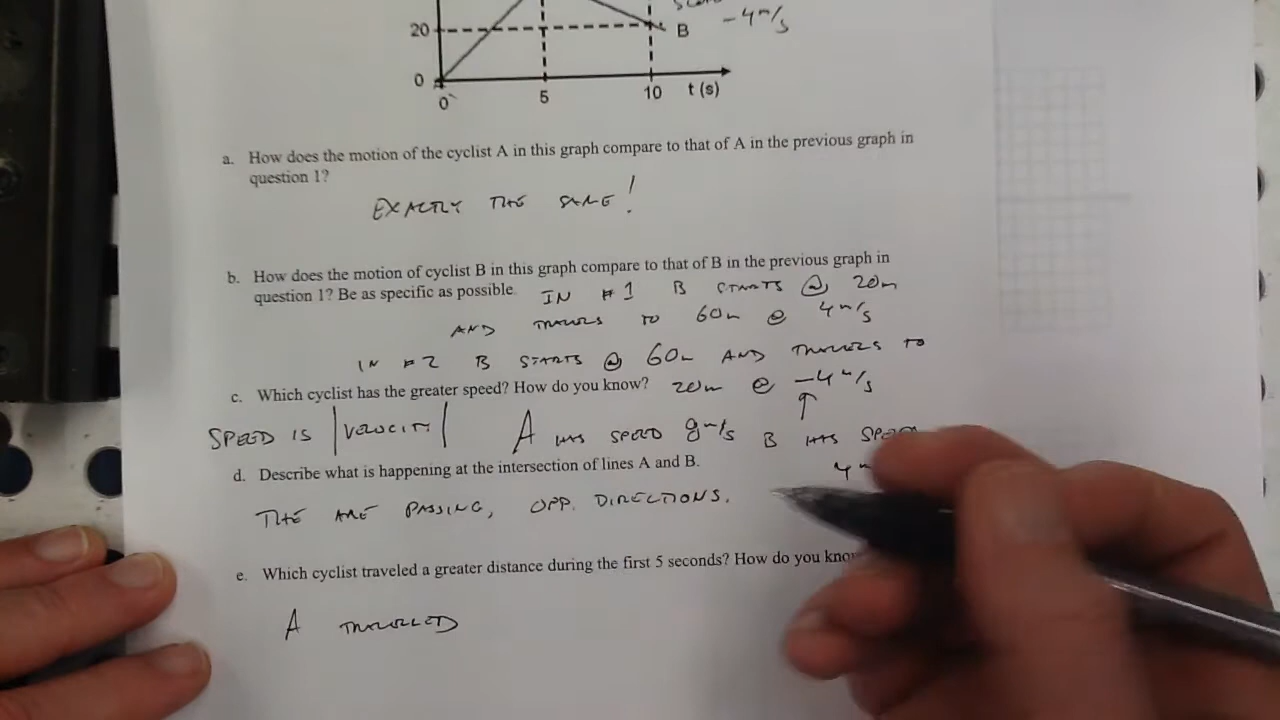 20
B
-4 m/s
0
0
5
10
t (s)
a. How does the motion of the cyclist A in this graph compare to that of A in the previous graph in
question 1?
EXACTLY THE SAME!
b. How does the motion of cyclist B in this graph compare to that of B in the previous graph in
question 1? Be as specific as possible.
IN #1 B STARTS @ 20m
AND TRAVELS TO 60m @ 4 m/s
IN #2 B STARTS @ 60m AND TRAVELS TO
20m @ -4 m/s
c. Which cyclist has the greater speed? How do you know?
SPEED IS |VELOCITY| A HAS SPEED 8 m/s B HAS SPEED
4 m
d. Describe what is happening at the intersection of lines A and B.
THE ARE PASSING, OPP. DIRECTIONS.
e. Which cyclist traveled a greater distance during the first 5 seconds? How do you know
A TRAVELLED